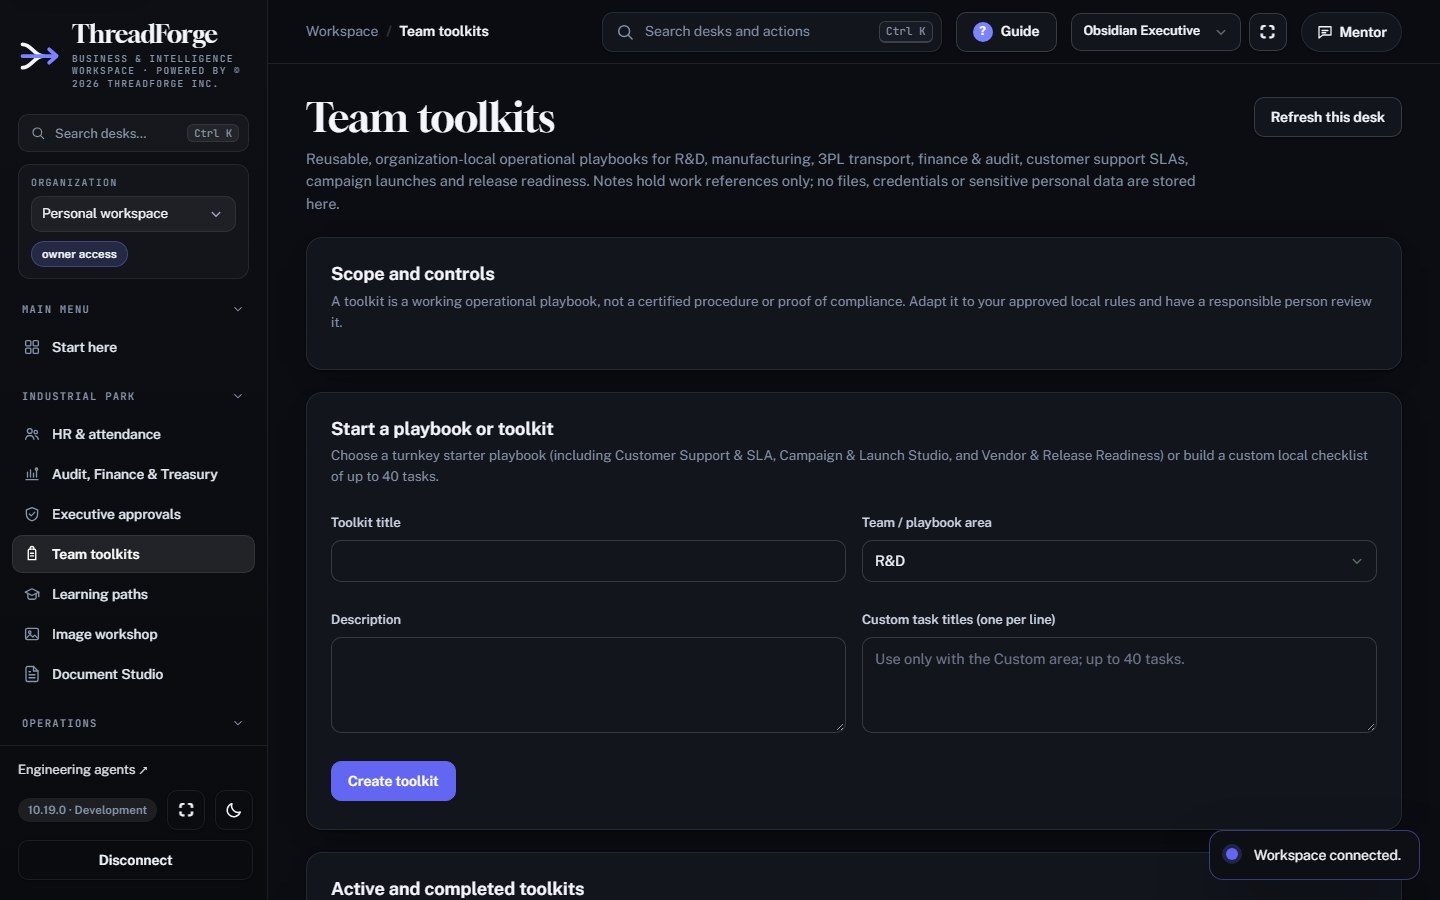 ThreadForge
BUSINESS & INTELLIGENCE
WORKSPACE · POWERED BY ©
2026 THREADFORGE INC.
Search desks...
Ctrl K
ORGANIZATION
Personal workspace
owner access
MAIN MENU
Start here
INDUSTRIAL PARK
HR & attendance
Audit, Finance & Treasury
Executive approvals
Team toolkits
Learning paths
Image workshop
Document Studio
OPERATIONS
Engineering agents ↗
10.19.0 · Development
Disconnect
Workspace / Team toolkits
Search desks and actions
Ctrl K
? Guide
Obsidian Executive
Mentor
Team toolkits
Refresh this desk
Reusable, organization-local operational playbooks for R&D, manufacturing, 3PL transport, finance & audit, customer support SLAs,
campaign launches and release readiness. Notes hold work references only; no files, credentials or sensitive personal data are stored
here.
Scope and controls
A toolkit is a working operational playbook, not a certified procedure or proof of compliance. Adapt it to your approved local rules and have a responsible person review
it.
Start a playbook or toolkit
Choose a turnkey starter playbook (including Customer Support & SLA, Campaign & Launch Studio, and Vendor & Release Readiness) or build a custom local checklist
of up to 40 tasks.
Toolkit title
Team / playbook area
R&D
Description
Custom task titles (one per line)
Use only with the Custom area; up to 40 tasks.
Create toolkit
Workspace connected.
Active and completed toolkits